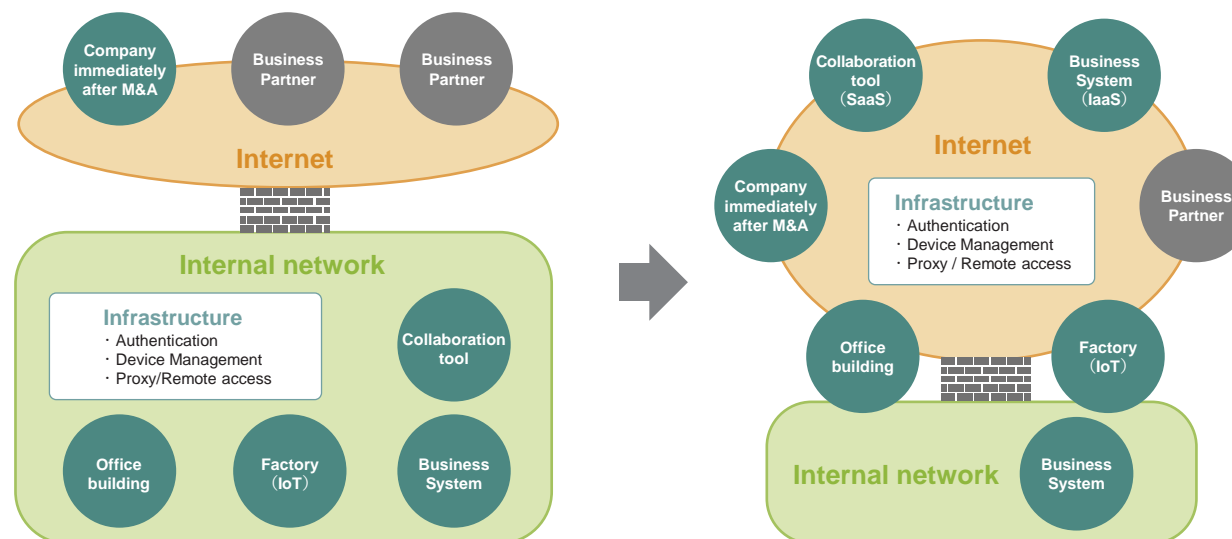 Company
immediately
after M&A
Business
Partner
Business
Partner
Internet
Internal network
Infrastructure
・Authentication
・Device Management
・Proxy/Remote access
Collaboration
tool
Office
building
Factory
（IoT）
Business
System
Collaboration
tool
（SaaS）
Business
System
（IaaS）
Internet
Company
immediately
after M&A
Infrastructure
・Authentication
・Device Management
・Proxy / Remote access
Business
Partner
Office
building
Factory
（IoT）
Internal network
Business
System